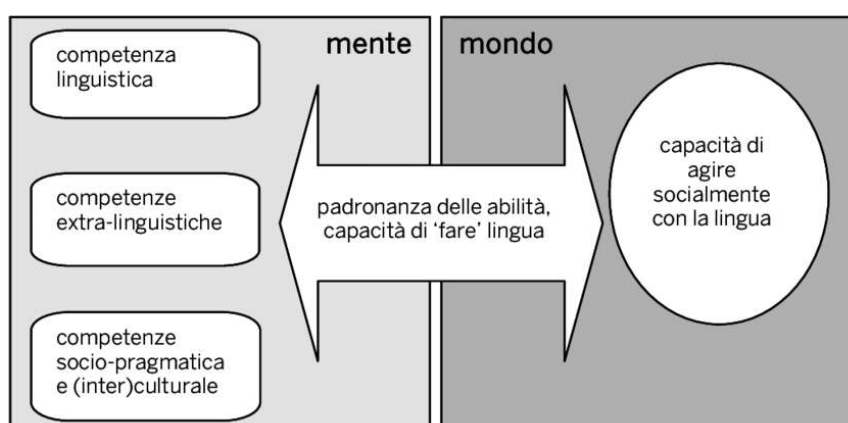 mente
mondo
competenza
linguistica
competenze
extra-linguistiche
competenze
socio-pragmatica
e (inter)culturale
padronanza delle abilità,
capacità di ‘fare’ lingua
capacità di
agire
socialmente
con la lingua